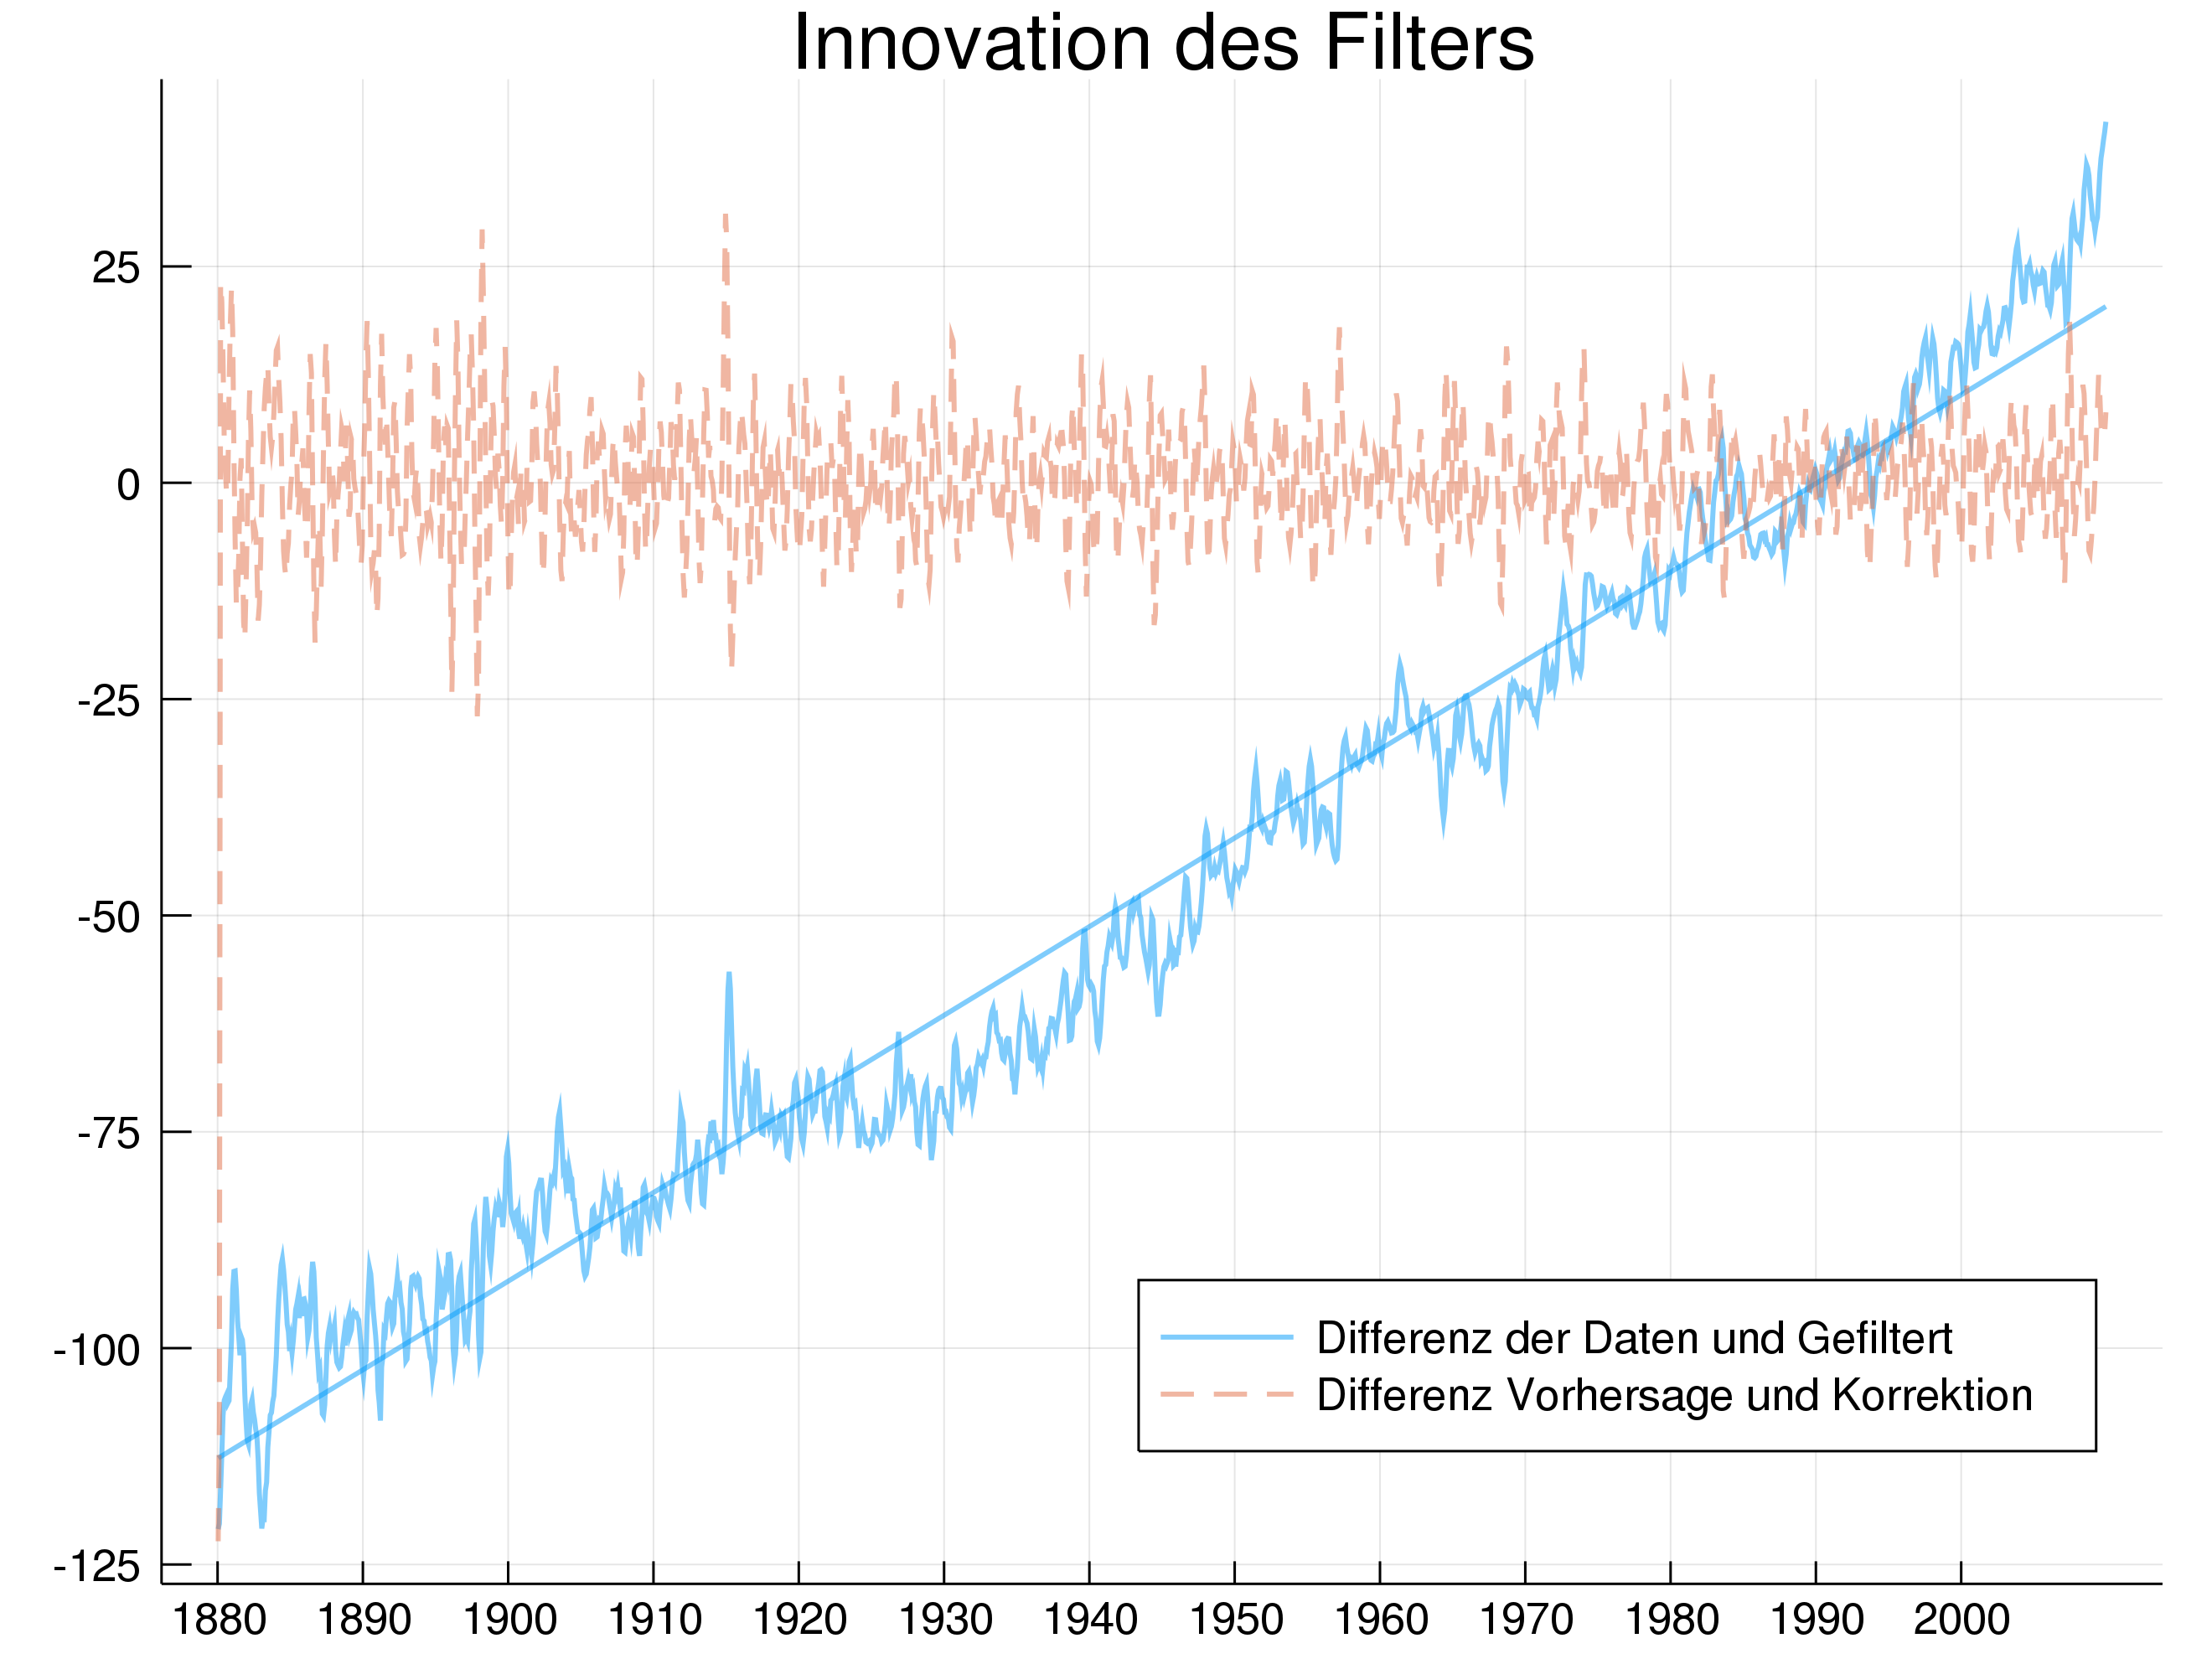 Innovation des Filters
25
0
-25
-50
-75
-100
-125
Differenz der Daten und Gefiltert
Differenz Vorhersage und Korrektion
1880 1890 1900 1910 1920 1930 1940 1950 1960 1970 1980 1990 2000